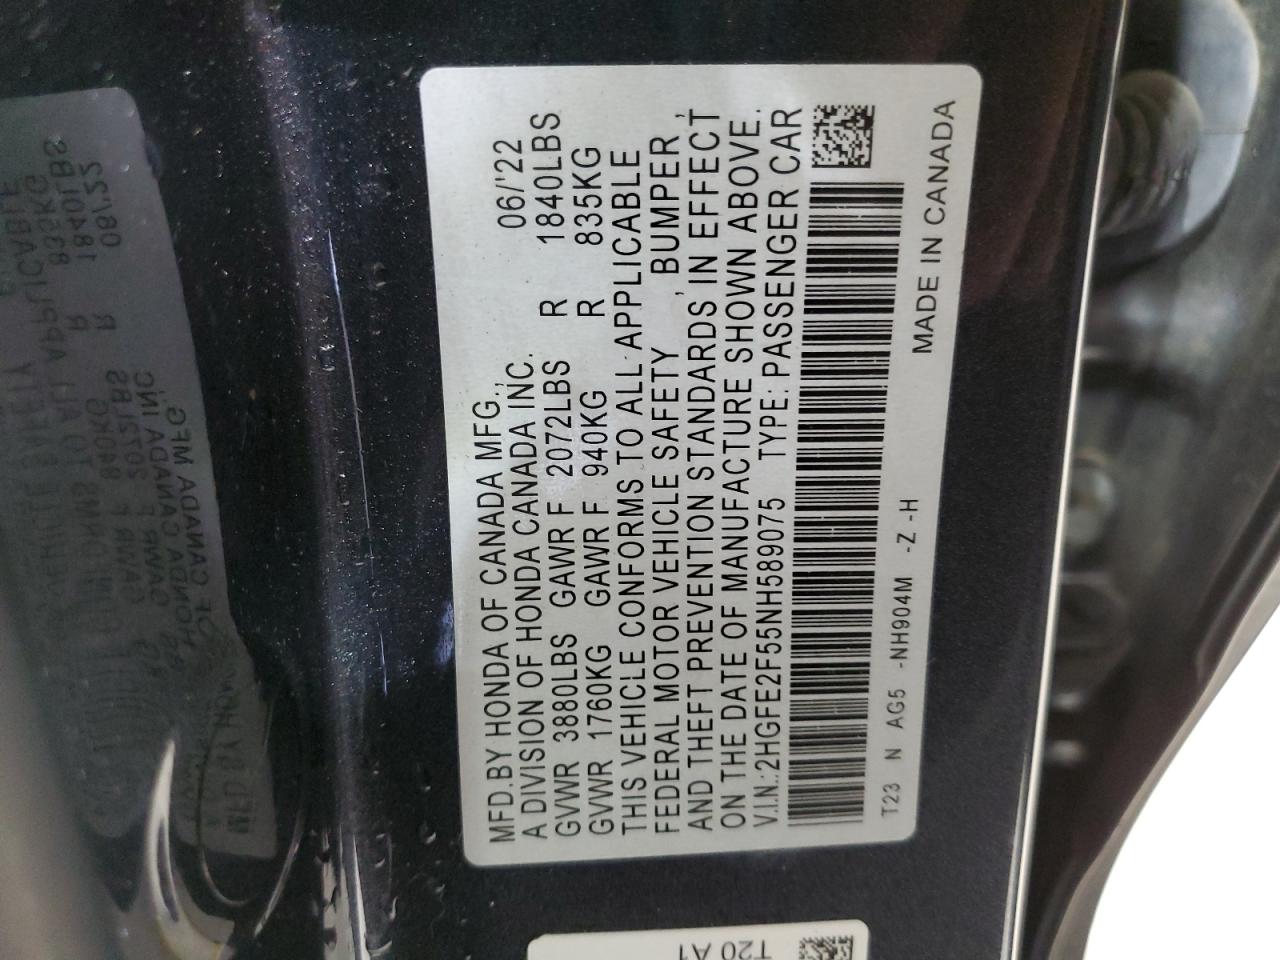 MFD.BY HONDA OF CANADA MFG., 06/'22
A DIVISION OF HONDA CANADA INC.
GVWR 3880LBS GAWR F 2072LBS R 1840LBS
GVWR 1760KG GAWR F 940KG R 835KG
THIS VEHICLE CONFORMS TO ALL APPLICABLE
FEDERAL MOTOR VEHICLE SAFETY, BUMPER,
AND THEFT PREVENTION STANDARDS IN EFFECT
ON THE DATE OF MANUFACTURE SHOWN ABOVE.
V.I.N.:2HGFE2F55NH589075 TYPE: PASSENGER CAR
T23 N AG5 -NH904M -Z -H
MADE IN CANADA
T20 A1